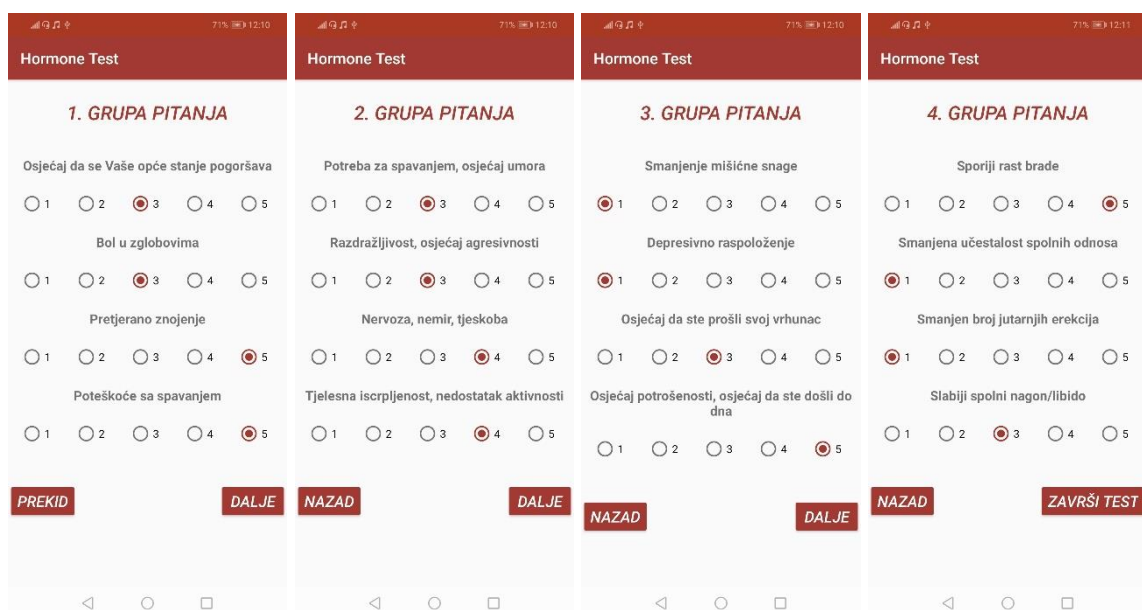 71% 12:10
Hormone Test
1. GRUPA PITANJA
Osjećaj da se Vaše opće stanje pogoršava
1 2 3 4 5
Bol u zglobovima
1 2 3 4 5
Pretjerano znojenje
1 2 3 4 5
Poteškoće sa spavanjem
1 2 3 4 5
PREKID DALJE
71% 12:10
Hormone Test
2. GRUPA PITANJA
Potreba za spavanjem, osjećaj umora
1 2 3 4 5
Razdražljivost, osjećaj agresivnosti
1 2 3 4 5
Nervoza, nemir, tjeskoba
1 2 3 4 5
Tjelesna iscrpljenost, nedostatak aktivnosti
1 2 3 4 5
NAZAD DALJE
71% 12:10
Hormone Test
3. GRUPA PITANJA
Smanjenje mišićne snage
1 2 3 4 5
Depresivno raspoloženje
1 2 3 4 5
Osjećaj da ste prošli svoj vrhunac
1 2 3 4 5
Osjećaj potrošenosti, osjećaj da ste došli do
dna
1 2 3 4 5
NAZAD DALJE
71% 12:11
Hormone Test
4. GRUPA PITANJA
Sporiji rast brade
1 2 3 4 5
Smanjena učestalost spolnih odnosa
1 2 3 4 5
Smanjen broj jutarnjih erekcija
1 2 3 4 5
Slabiji spolni nagon/libido
1 2 3 4 5
NAZAD ZAVRŠI TEST